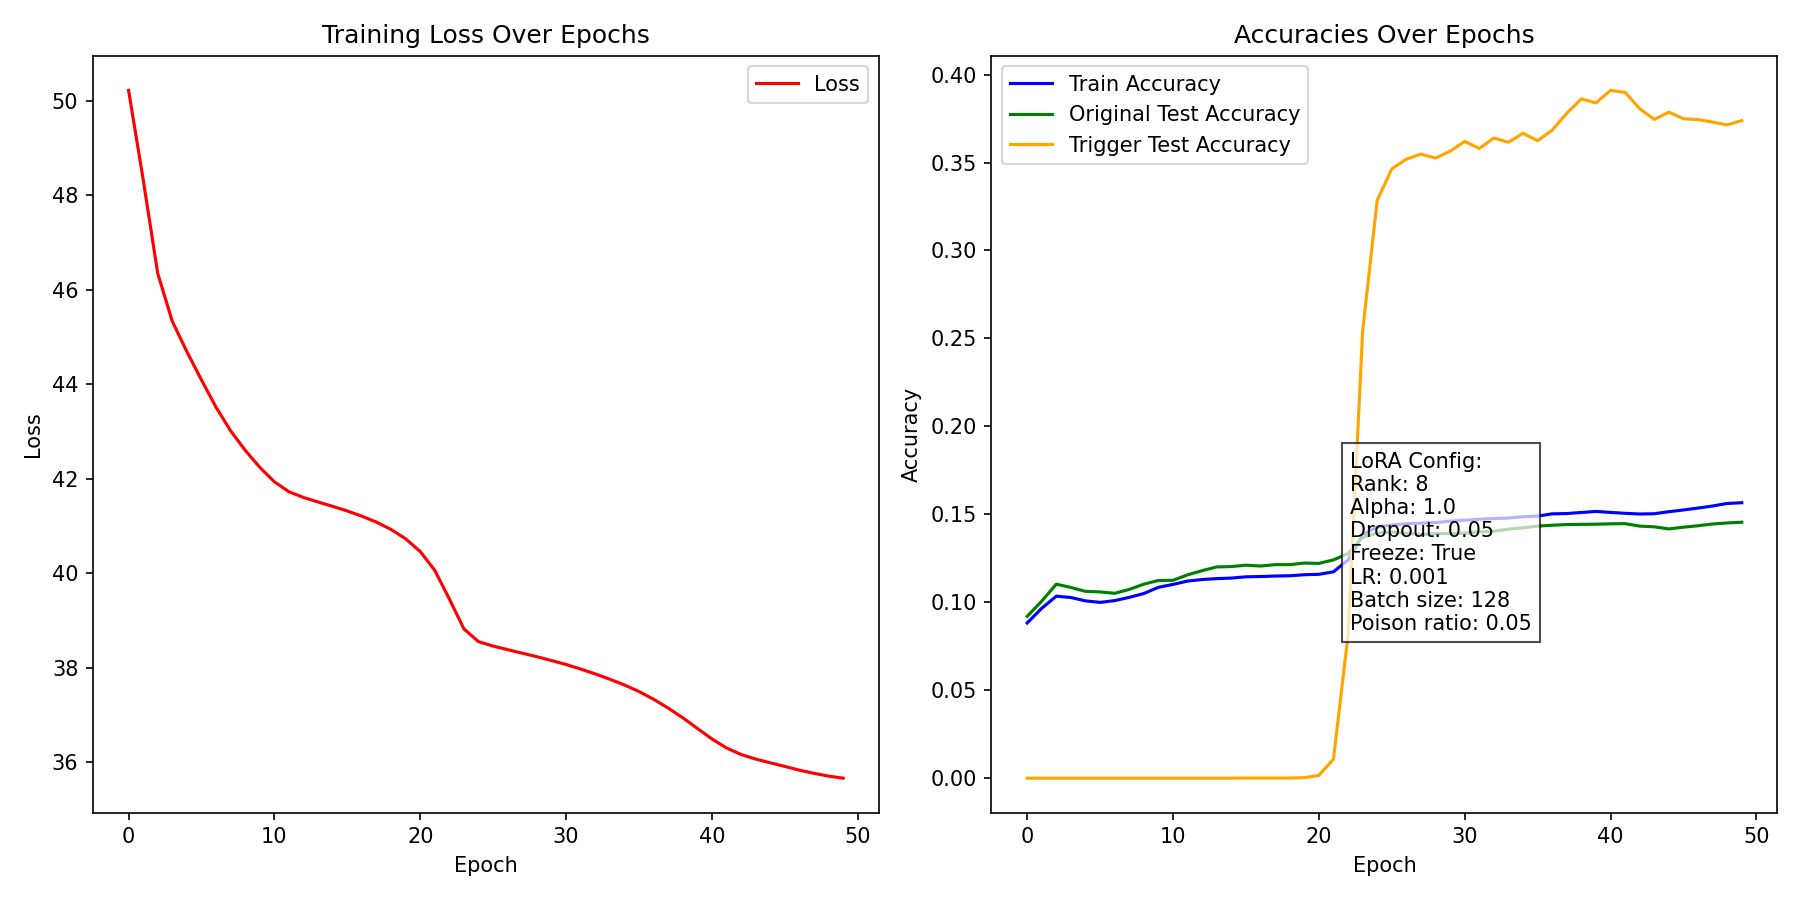 Training Loss Over Epochs
Loss
50
48
46
44
42
40
38
36
Loss
0 10 20 30 40 50
Epoch
Accuracies Over Epochs
Train Accuracy
Original Test Accuracy
Trigger Test Accuracy
0.40
0.35
0.30
0.25
0.20
0.15
0.10
0.05
0.00
Accuracy
LoRA Config:
Rank: 8
Alpha: 1.0
Dropout: 0.05
Freeze: True
LR: 0.001
Batch size: 128
Poison ratio: 0.05
0 10 20 30 40 50
Epoch